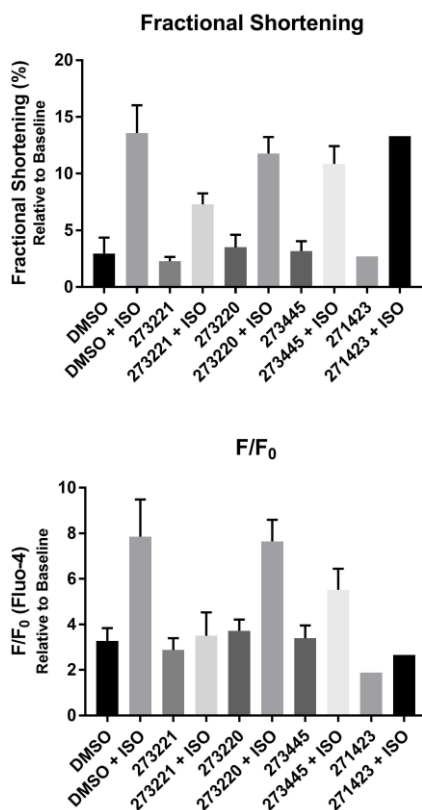 Fractional Shortening
Fractional Shortening (%)
Relative to Baseline
20
15
10
5
0
DMSO
DMSO + ISO
273221
273221 + ISO
273220
273220 + ISO
273445
273445 + ISO
271423
271423 + ISO
F/F₀
F/F₀ (Fluo-4)
Relative to Baseline
10
8
6
4
2
0
DMSO
DMSO + ISO
273221
273221 + ISO
273220
273220 + ISO
273445
273445 + ISO
271423
271423 + ISO